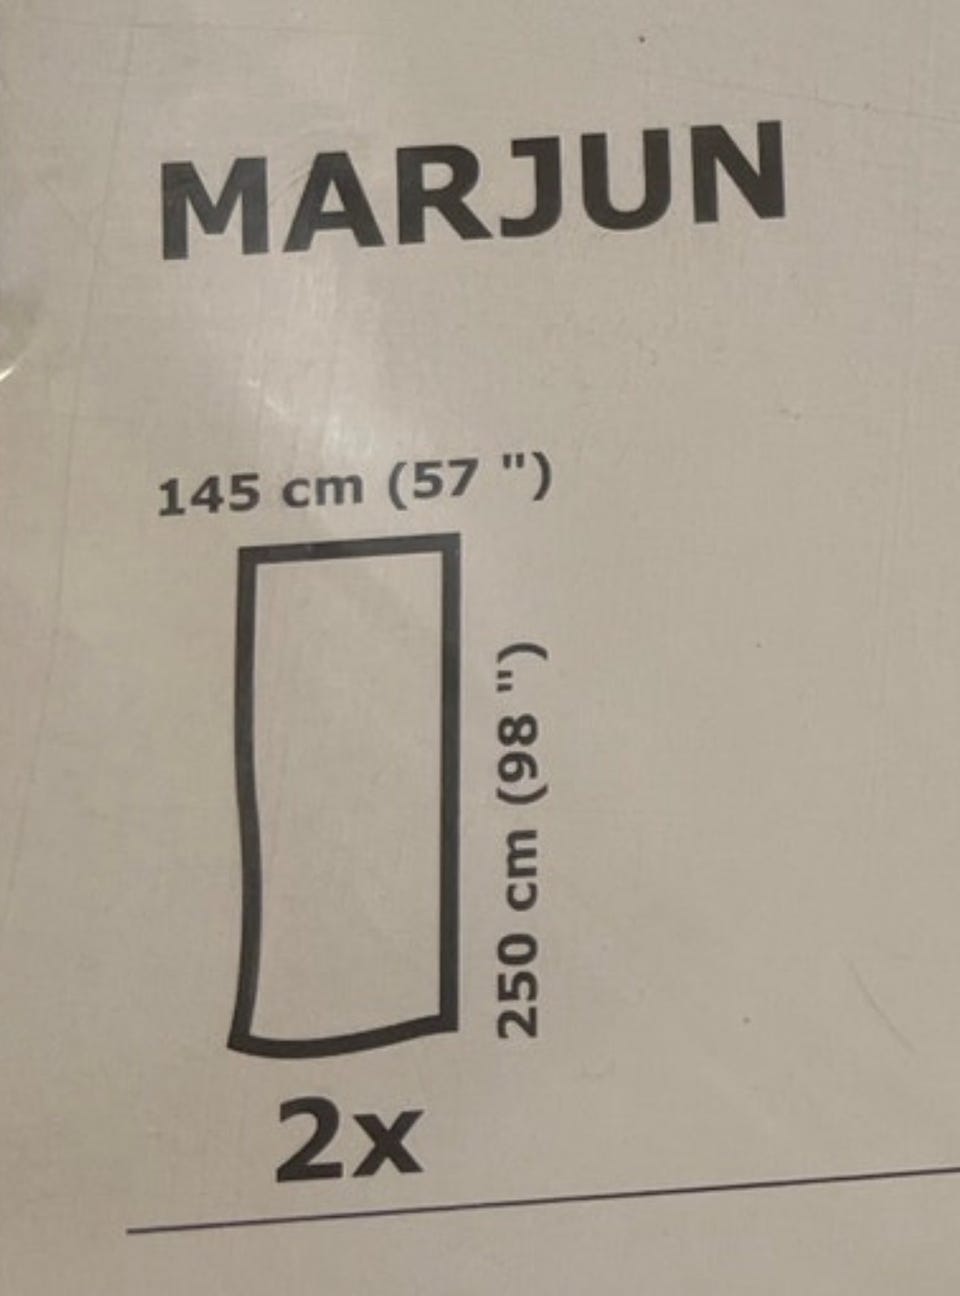 MARJUN
145 cm (57 ")
250 cm (98 ")
2x